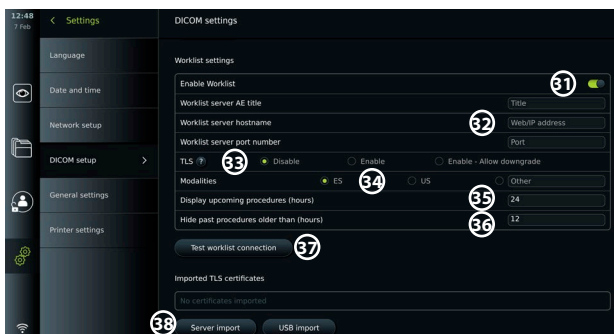 12:48
7 Feb
Settings
DICOM settings
Language
Date and time
Network setup
DICOM setup
General settings
Printer settings
Worklist settings
Enable Worklist 31
Worklist server AE title Title
Worklist server hostname 32 Web/IP address
Worklist server port number Port
TLS ? 33 Disable Enable Enable - Allow downgrade
Modalities ES 34 US Other
Display upcoming procedures (hours) 35 24
Hide past procedures older than (hours) 36 12
Test worklist connection 37
Imported TLS certificates
No certificates imported
38 Server import USB import